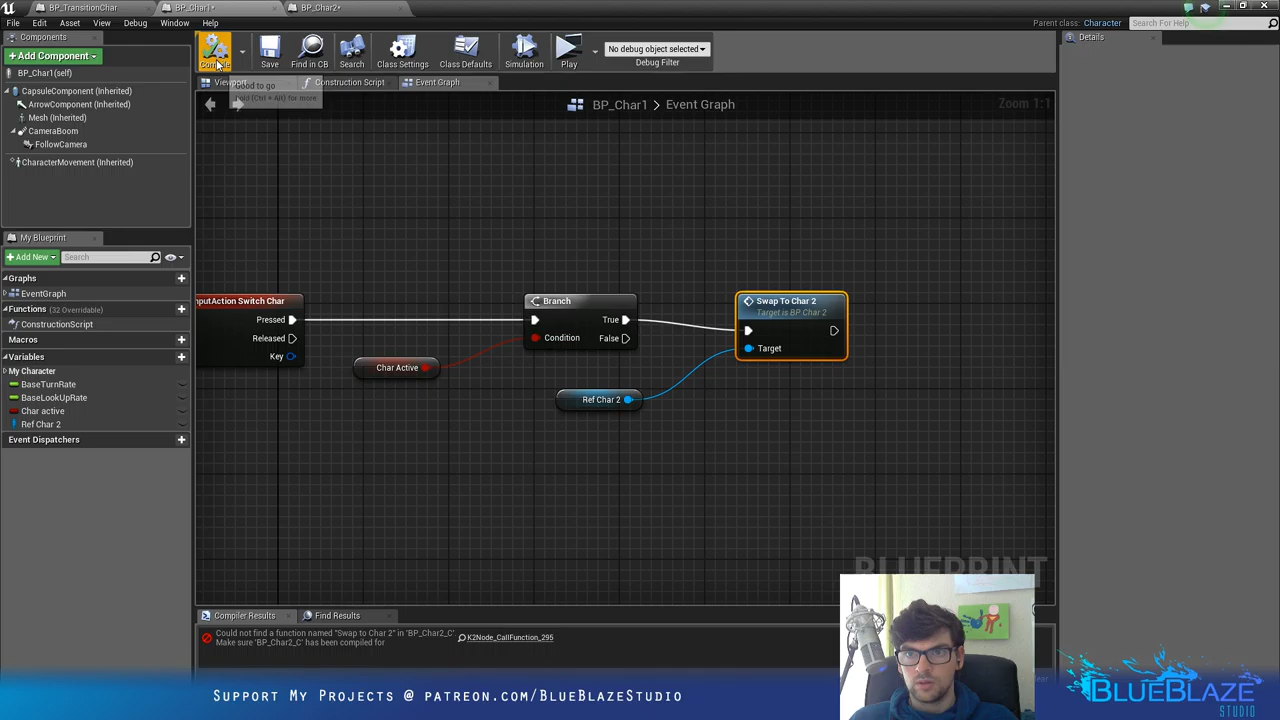 BP_TransitionChar
BP_Char1*
BP_Char2*
File Edit Asset View Debug Window Help
Parent class: Character
Search For Help
Components
Details
+Add Component
BP_Char1(self)
CapsuleComponent (Inherited)
ArrowComponent (Inherited)
Mesh (Inherited)
CameraBoom
FollowCamera
CharacterMovement (Inherited)
Compile
Save
Find in CB
Search
Class Settings
Class Defaults
Simulation
Play
No debug object selected
Debug Filter
Viewport
Construction Script
Event Graph
Good to go
BP_Char1 > Event Graph
Zoom 1:1
My Blueprint
+Add New
Search
Graphs
EventGraph
Functions (32 Overridable)
ConstructionScript
Macros
Variables
My Character
BaseTurnRate
BaseLookUpRate
Char active
Ref Char 2
Event Dispatchers
nputAction Switch Char
Pressed
Released
Key
Char Active
Branch
True
Condition
False
Ref Char 2
Swap To Char 2
Target is BP Char 2
Target
BLUEPRINT
Compiler Results
Find Results
Could not find a function named "Swap to Char 2" in 'BP_Char2_C'
Make sure 'BP_Char2_C' has been compiled for
K2Node_CallFunction_295
Support My Projects @ patreon.com/BlueBlazeStudio
BlueBlaze
Studio